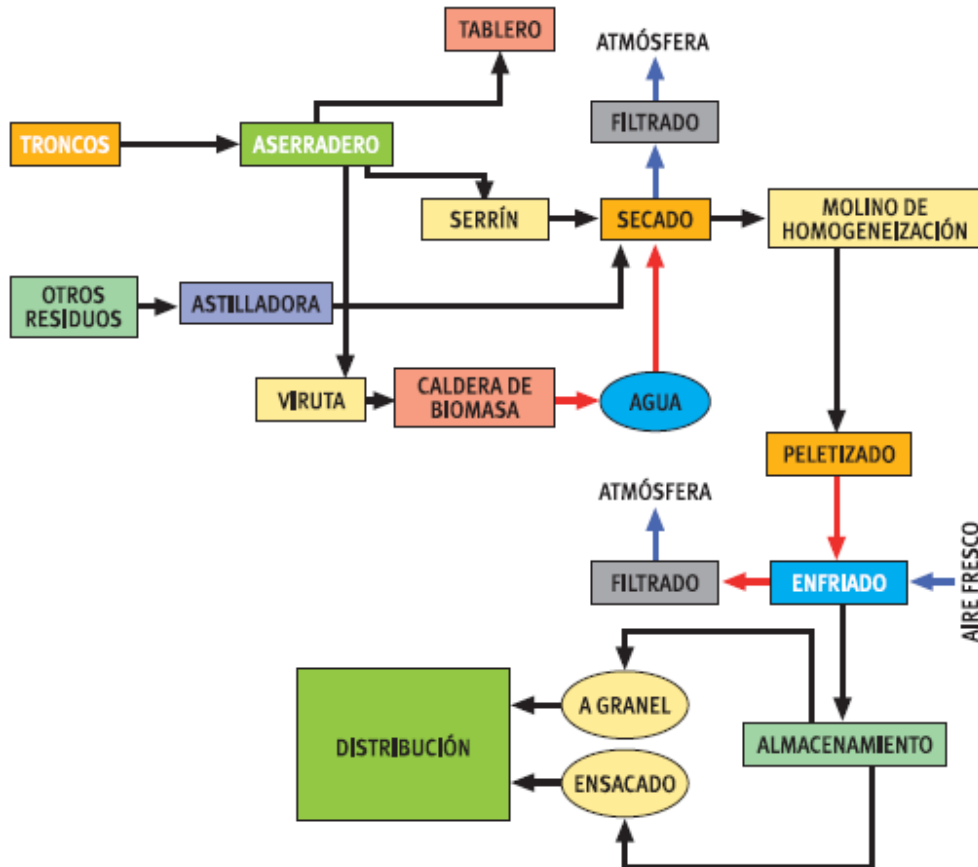 TABLERO
ATMÓSFERA
FILTRADO
TRONCOS
ASERRADERO
SERRÍN
SECADO
MOLINO DE
HOMOGENEIZACIÓN
OTROS
RESÍDUOS
ASTILLADORA
VIRUTA
CALDERA DE
BIOMASA
AGUA
PELETIZADO
ATMÓSFERA
FILTRADO
ENFRIADO
AIRE FRESCO
A GRANEL
DISTRIBUCIÓN
ENSACADO
ALMACENAMIENTO